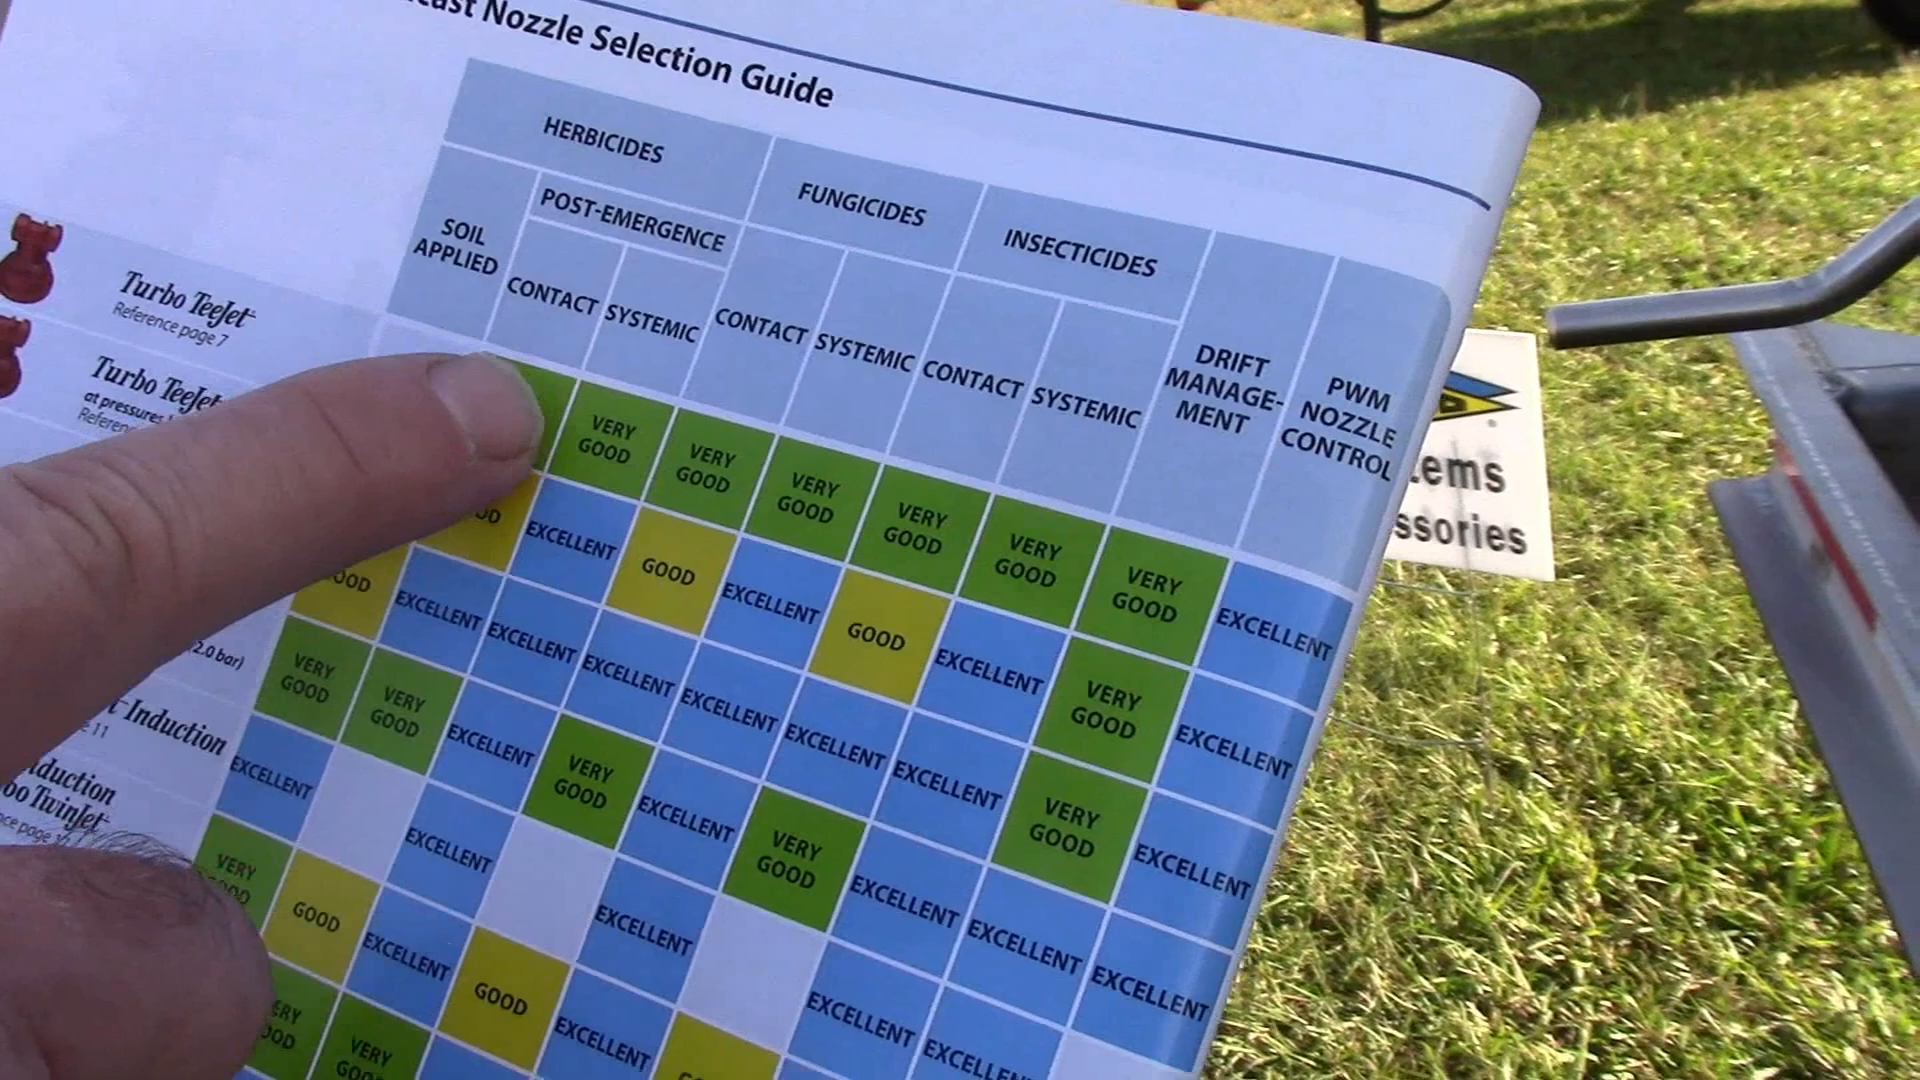 Nozzle Selection Guide
HERBICIDES
FUNGICIDES
INSECTICIDES
DRIFT
MANAGE-
MENT
PWM
NOZZLE
CONTROL
SOIL
APPLIED
POST-EMERGENCE
CONTACT
SYSTEMIC
CONTACT
SYSTEMIC
CONTACT
SYSTEMIC
Turbo TeeJet
Reference page 7
VERY
GOOD
VERY
GOOD
VERY
GOOD
VERY
GOOD
VERY
GOOD
VERY
GOOD
EXCELLENT
Turbo TeeJet
at pressures
EXCELLENT
GOOD
EXCELLENT
GOOD
EXCELLENT
VERY
GOOD
EXCELLENT
EXCELLENT
EXCELLENT
EXCELLENT
EXCELLENT
EXCELLENT
EXCELLENT
VERY
GOOD
EXCELLENT
2.0 bar)
VERY
GOOD
VERY
GOOD
EXCELLENT
VERY
GOOD
EXCELLENT
VERY
GOOD
EXCELLENT
EXCELLENT
EXCELLENT
Induction
11
EXCELLENT
EXCELLENT
EXCELLENT
EXCELLENT
EXCELLENT
TwinJet
VERY
GOOD
GOOD
EXCELLENT
GOOD
EXCELLENT
VERY